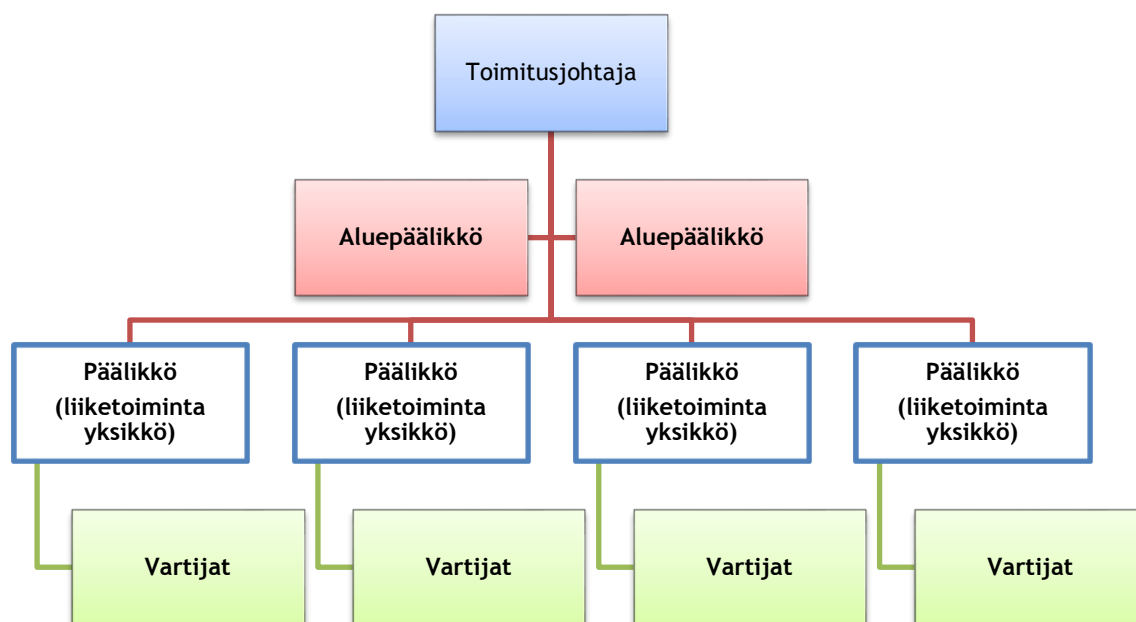 Toimitusjohtaja
Aluepäälikkö
Aluepäälikkö
Päälikkö
(liiketoiminta
yksikkö)
Päälikkö
(liiketoiminta
yksikkö)
Päälikkö
(liiketoiminta
yksikkö)
Päälikkö
(liiketoiminta
yksikkö)
Vartijat
Vartijat
Vartijat
Vartijat